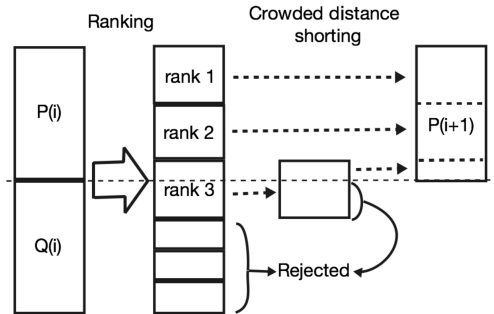 Ranking
Crowded distance
shorting
rank 1
P(i)
rank 2
P(i+1)
rank 3
Q(i)
Rejected